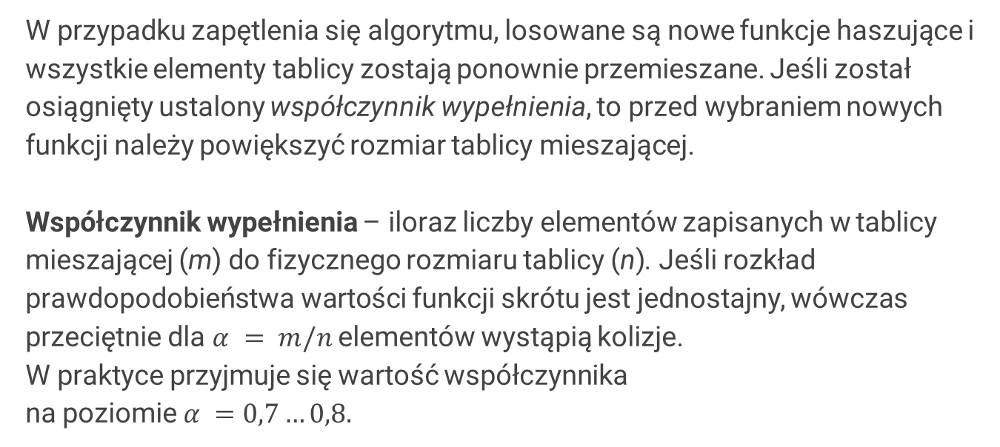 W przypadku zapętlenia się algorytmu, losowane są nowe funkcje haszujące i
wszystkie elementy tablicy zostają ponownie przemieszane. Jeśli został
osiągnięty ustalony współczynnik wypełnienia, to przed wybraniem nowych
funkcji należy powiększyć rozmiar tablicy mieszającej.
Współczynnik wypełnienia – iloraz liczby elementów zapisanych w tablicy
mieszającej (m) do fizycznego rozmiaru tablicy (n). Jeśli rozkład
prawdopodobieństwa wartości funkcji skrótu jest jednostajny, wówczas
przeciętnie dla α = m/n elementów wystąpią kolizje.
W praktyce przyjmuje się wartość współczynnika
na poziomie α = 0,7 … 0,8.